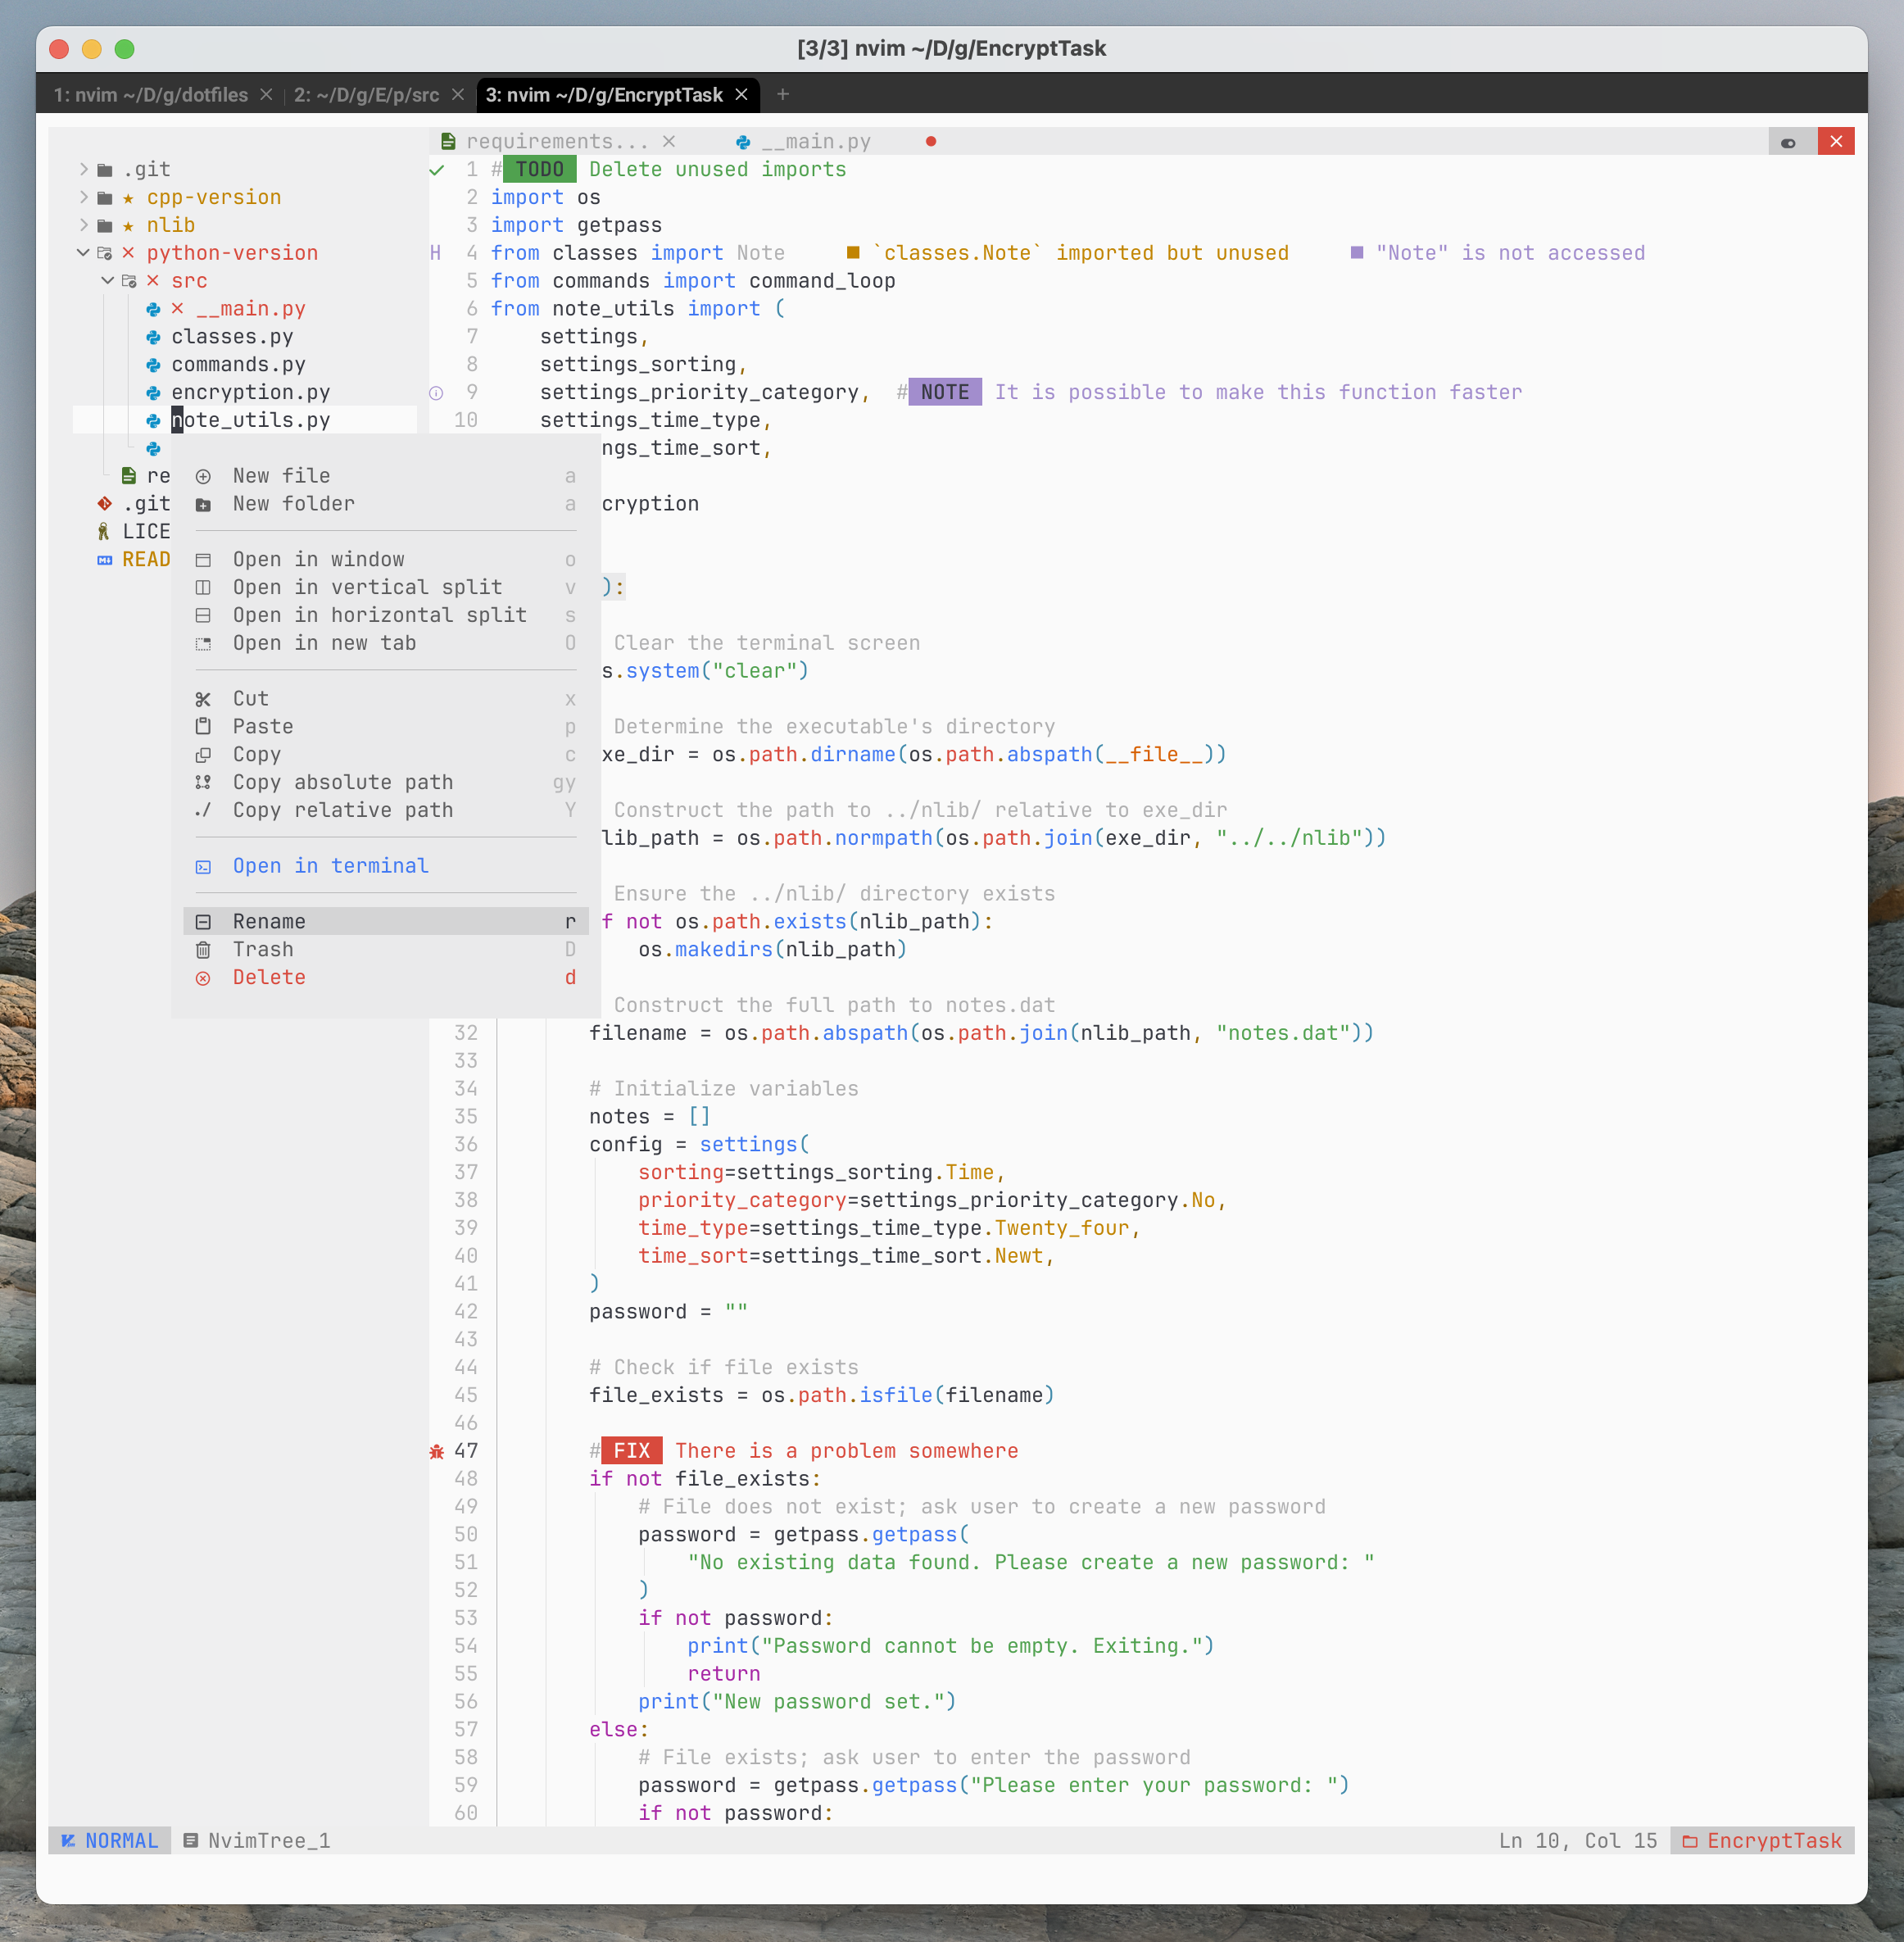 [3/3] nvim ~/D/g/EncryptTask
1: nvim ~/D/g/dotfiles
2: ~/D/g/E/p/src
3: nvim ~/D/g/EncryptTask
+
.git
cpp-version
nlib
python-version
src
__main.py
classes.py
commands.py
encryption.py
note_utils.py
re
.git
LICE
READ
New file a
New folder a
Open in window o
Open in vertical split v
Open in horizontal split s
Open in new tab O
Cut x
Paste p
Copy c
Copy absolute path gy
./ Copy relative path Y
Open in terminal
Rename r
Trash D
Delete d
requirements...
__main.py
1 # TODO Delete unused imports
2 import os
3 import getpass
H 4 from classes import Note ■ `classes.Note` imported but unused ■ "Note" is not accessed
5 from commands import command_loop
6 from note_utils import (
7 settings,
8 settings_sorting,
9 settings_priority_category, # NOTE It is possible to make this function faster
10 settings_time_type,
ngs_time_sort,
cryption
):
Clear the terminal screen
s.system("clear")
Determine the executable's directory
xe_dir = os.path.dirname(os.path.abspath(__file__))
Construct the path to ../nlib/ relative to exe_dir
lib_path = os.path.normpath(os.path.join(exe_dir, "../../nlib"))
Ensure the ../nlib/ directory exists
f not os.path.exists(nlib_path):
os.makedirs(nlib_path)
Construct the full path to notes.dat
32 filename = os.path.abspath(os.path.join(nlib_path, "notes.dat"))
33
34 # Initialize variables
35 notes = []
36 config = settings(
37 sorting=settings_sorting.Time,
38 priority_category=settings_priority_category.No,
39 time_type=settings_time_type.Twenty_four,
40 time_sort=settings_time_sort.Newt,
41 )
42 password = ""
43
44 # Check if file exists
45 file_exists = os.path.isfile(filename)
46
47 # FIX There is a problem somewhere
48 if not file_exists:
49 # File does not exist; ask user to create a new password
50 password = getpass.getpass(
51 "No existing data found. Please create a new password: "
52 )
53 if not password:
54 print("Password cannot be empty. Exiting.")
55 return
56 print("New password set.")
57 else:
58 # File exists; ask user to enter the password
59 password = getpass.getpass("Please enter your password: ")
60 if not password:
NORMAL NvimTree_1 Ln 10, Col 15 EncryptTask